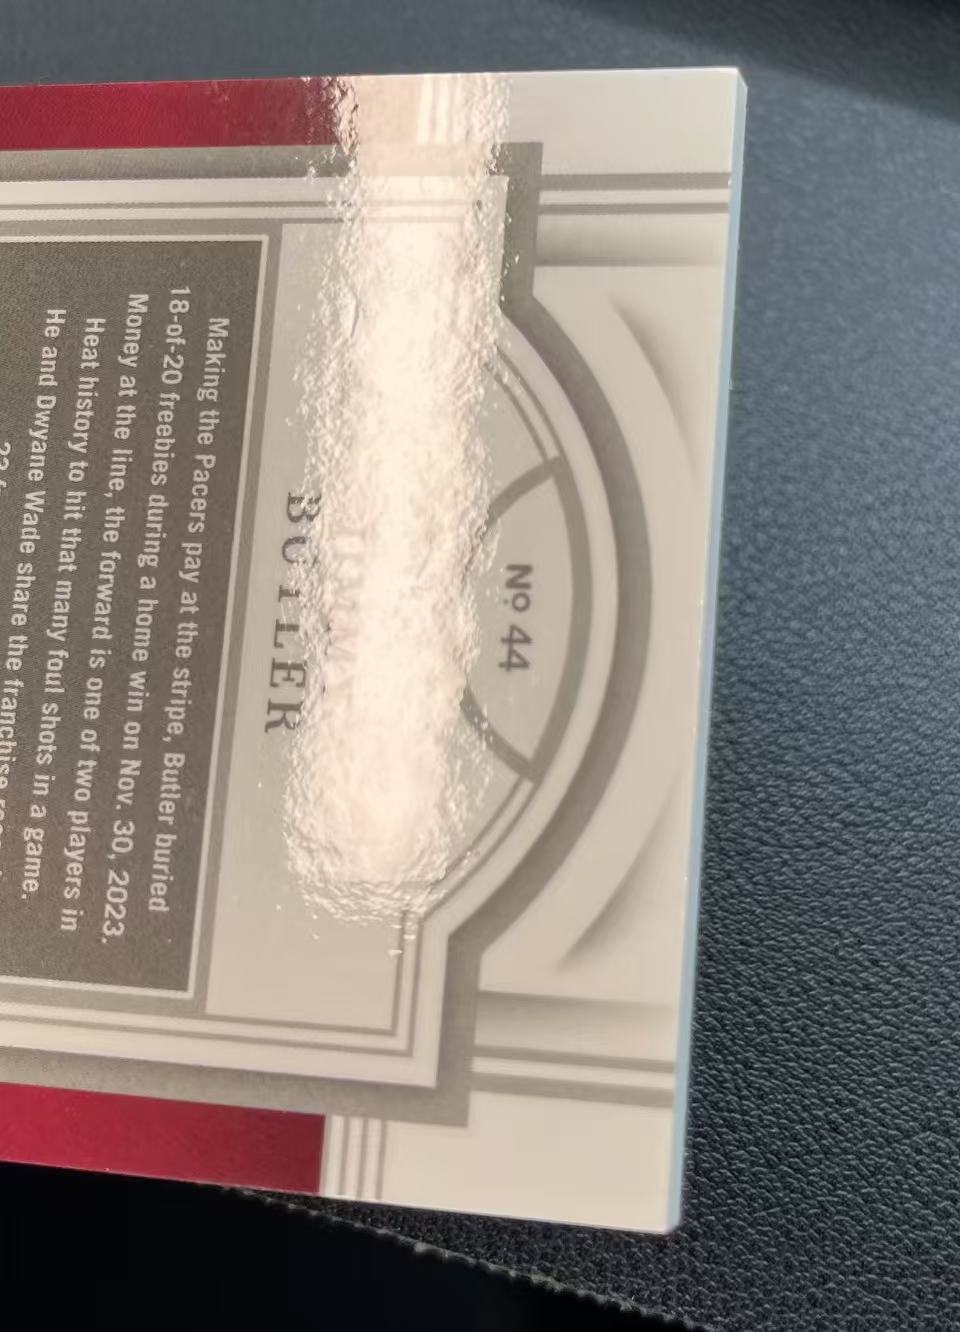 No. 44
BUTLER
Making the Pacers pay at the stripe, Butler buried
18-of-20 freebies during a home win on Nov. 30, 2023.
Money at the line, the forward is one of two players in
Heat history to hit that many foul shots in a game.
He and Dwyane Wade share the franchise